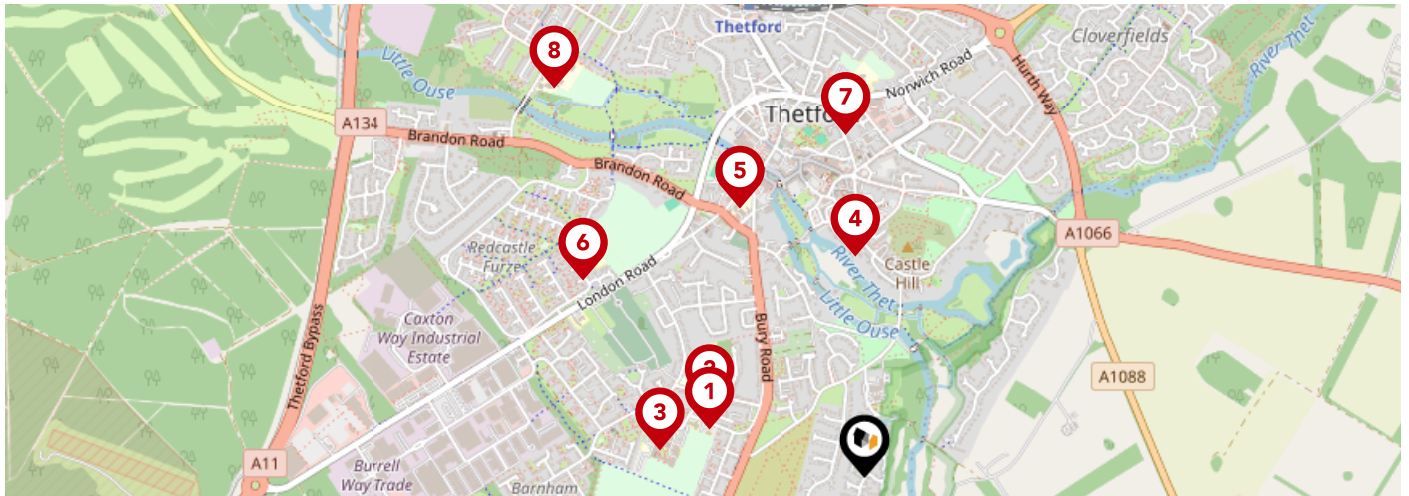 Thetford
Cloverfields
River Thet
8
Little Ouse
Norwich Road
Hurth Way
7
A134
Brandon Road
Brandon Road
5
4
A1066
6
Redcastle
Furze
London Road
River Thet
Castle
Hill
Little Ouse
Caxton
Way Industrial
Estate
Thetford Bypass
Bury Road
2
1
3
A1088
A11
Burrell
Way Trade
Barnham